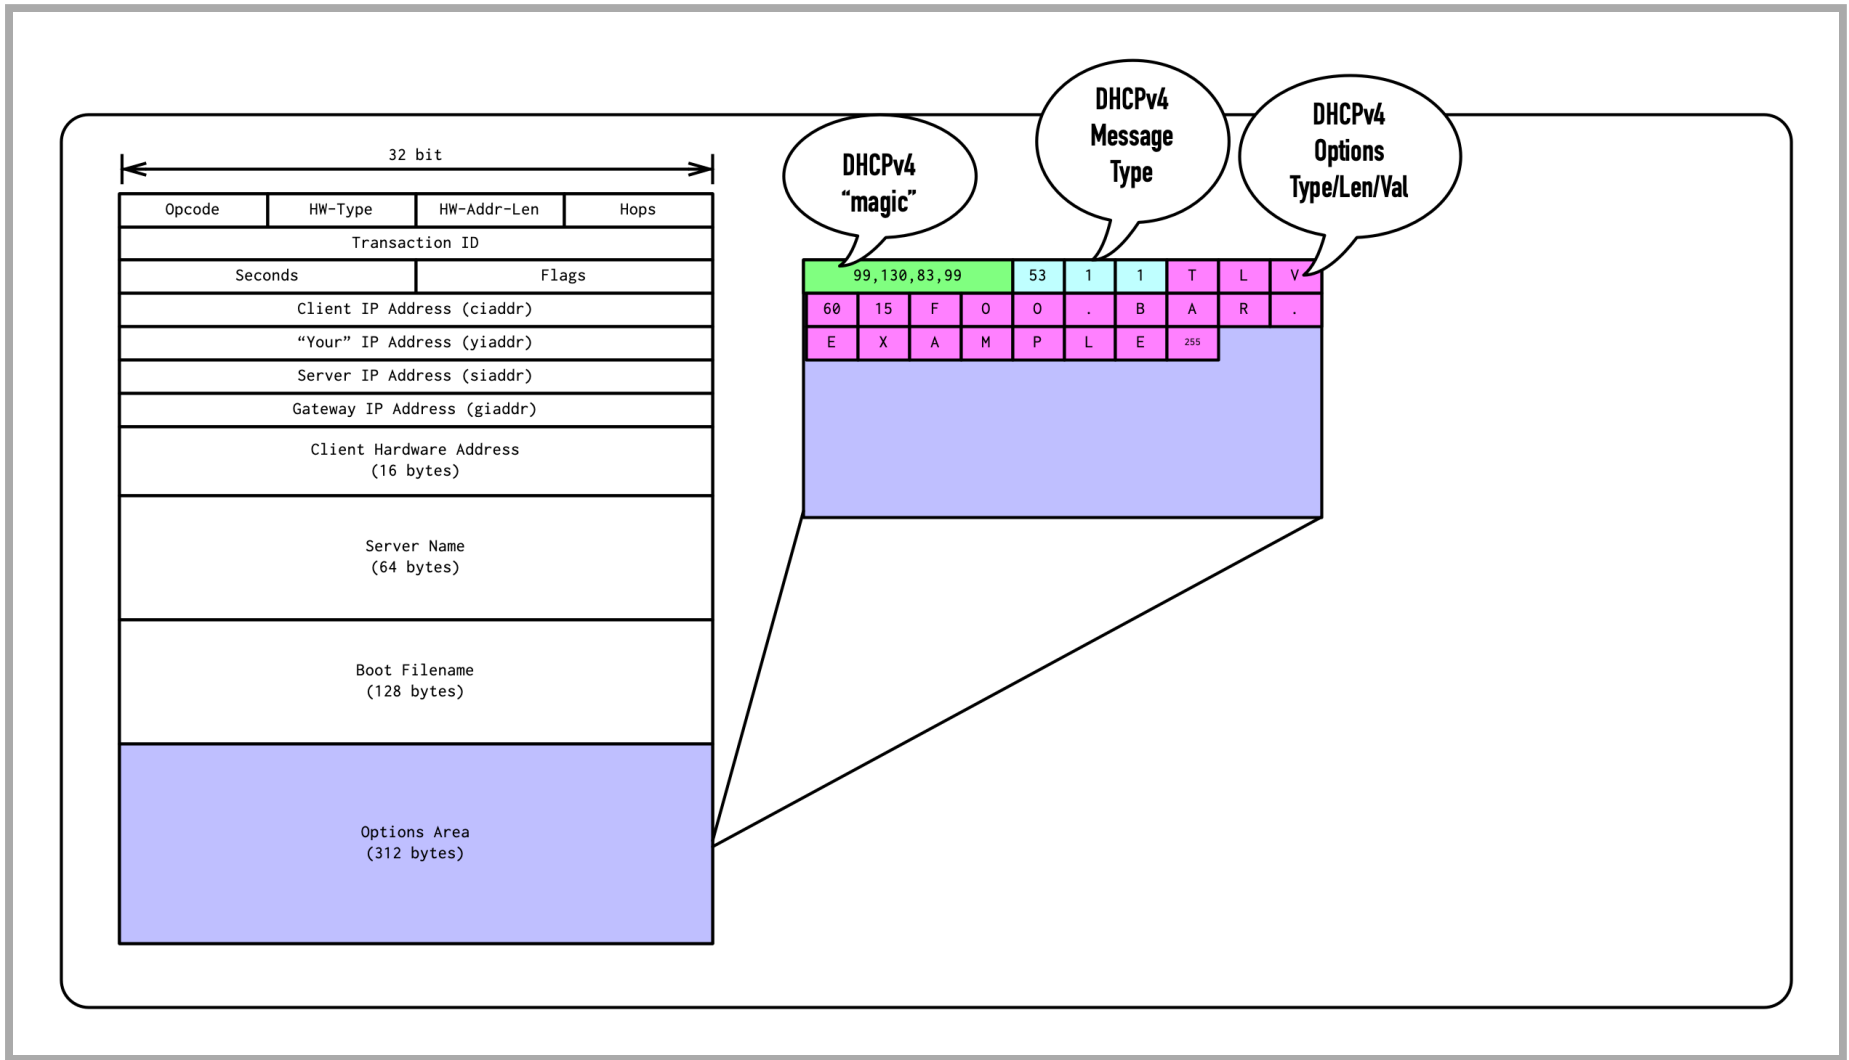 DHCPv4
“magic”
DHCPv4
Message
Type
DHCPv4
Options
Type/Len/Val
32 bit
Opcode HW-Type HW-Addr-Len Hops
Transaction ID
Seconds Flags
Client IP Address (ciaddr)
“Your” IP Address (yiaddr)
Server IP Address (siaddr)
Gateway IP Address (giaddr)
Client Hardware Address
(16 bytes)
Server Name
(64 bytes)
Boot Filename
(128 bytes)
Options Area
(312 bytes)
99,130,83,99 53 1 1 T L V
60 15 F O O . B A R .
E X A M P L E 255